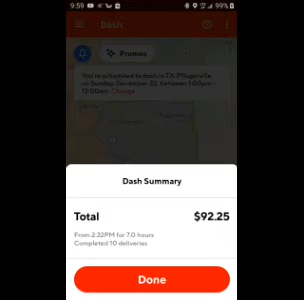 9:59
99%
Dash
Promos
You're scheduled to dash in TX: Pflugerville
on Sunday, December 22, between 1:00pm -
12:00am. Change
Dash Summary
Total $92.25
From 2:32PM for 7.0 hours
Completed 10 deliveries
Done